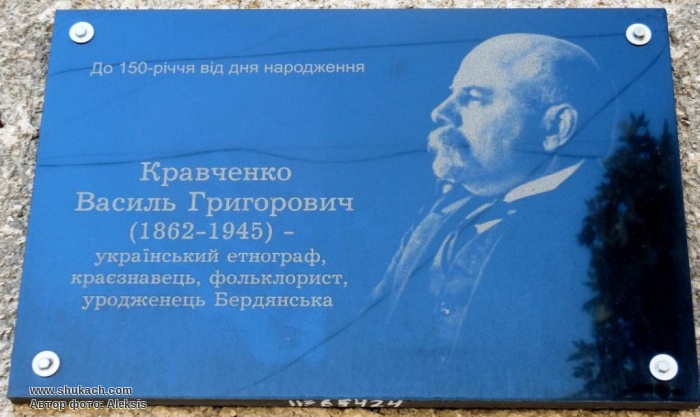 До 150-річчя від дня народження
Кравченко
Василь Григорович
(1862-1945) –
український етнограф,
краєзнавець, фольклорист,
уродженець Бердянська
www.shukach.com
Автор фото: Aleksis